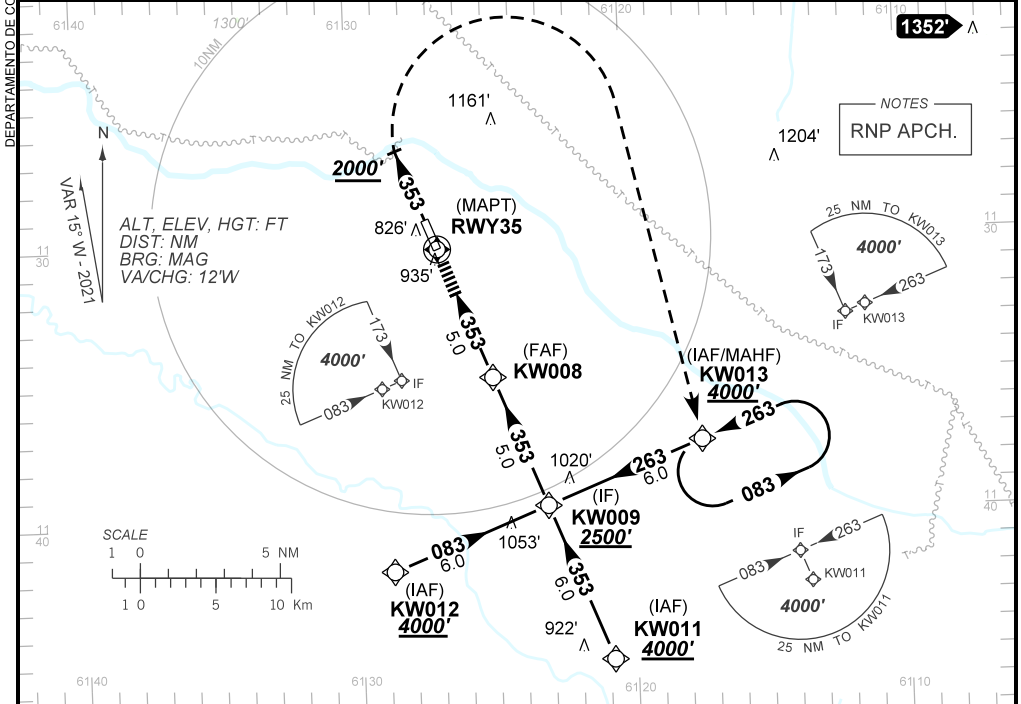 DEPARTAMENTO DE CO
61 40
1300'
61 30
61 20
61 10
1352'
10NM
1161'
NOTES
RNP APCH.
1204'
N
2000'
353
VAR 15° W - 2021
ALT, ELEV, HGT: FT
DIST: NM
BRG: MAG
VA/CHG: 12'W
826'
(MAPT)
RWY35
935'
11
30
25 NM TO KW013
4000'
173
263
IF
KW013
11
30
25 NM TO KW012
173
4000'
IF
083
KW012
353
5.0
(FAF)
KW008
(IAF/MAHF)
KW013
4000'
263
083
353
5.0
1020'
263
6.0
(IF)
KW009
2500'
1053'
11
40
11
40
SCALE
1 0 5 NM
1 0 5 10 Km
083
6.0
(IAF)
KW012
4000'
353
6.0
922'
(IAF)
KW011
4000'
IF
263
083
KW011
4000'
25 NM TO KW011
61 40
61 30
61 20
61 10